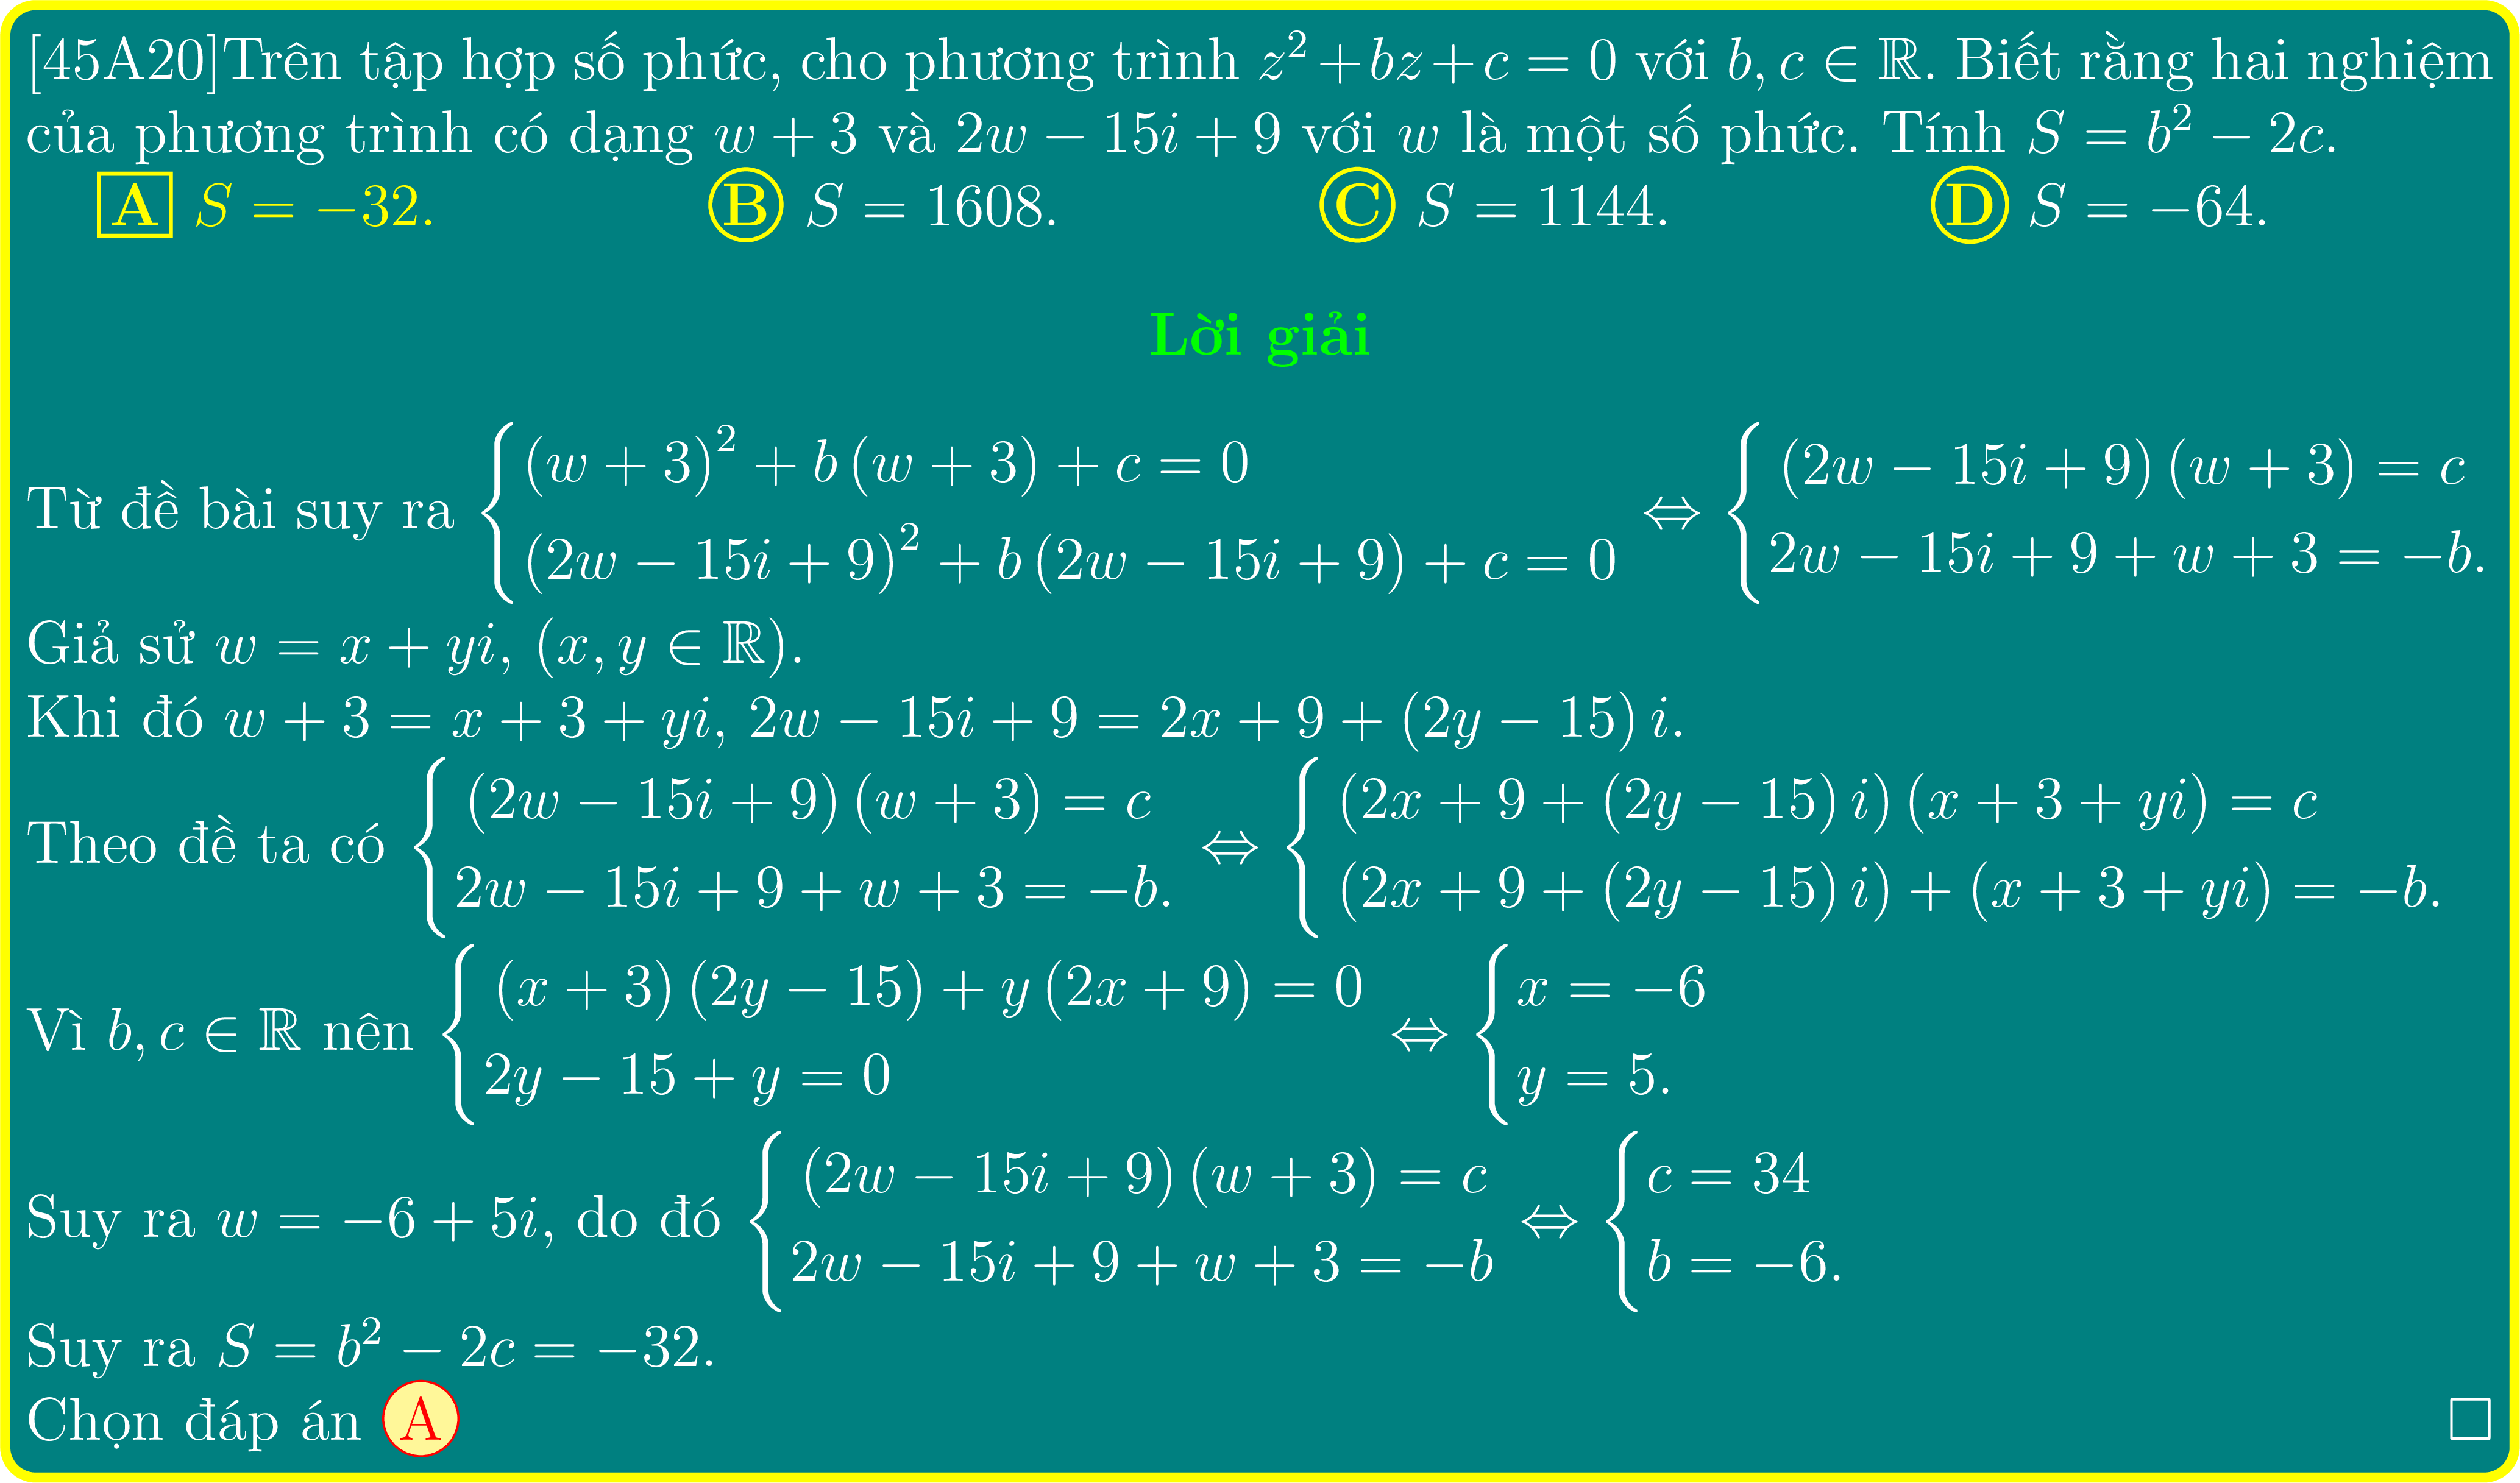 [45A20]Trên tập hợp số phức, cho phương trình $z^2 + bz + c = 0$ với $b, c \in \mathbb{R}$. Biết rằng hai nghiệm
của phương trình có dạng $w + 3$ và $2w - 15i + 9$ với $w$ là một số phức. Tính $S = b^2 - 2c$.
A $S = -32$. B $S = 1608$. C $S = 1144$. D $S = -64$.
Lời giải
Từ đề bài suy ra $\begin{cases} (w + 3)^2 + b(w + 3) + c = 0 \\ (2w - 15i + 9)^2 + b(2w - 15i + 9) + c = 0 \end{cases} \Leftrightarrow \begin{cases} (2w - 15i + 9)(w + 3) = c \\ 2w - 15i + 9 + w + 3 = -b. \end{cases}$
Giả sử $w = x + yi$, $(x, y \in \mathbb{R})$.
Khi đó $w + 3 = x + 3 + yi$, $2w - 15i + 9 = 2x + 9 + (2y - 15)i$.
Theo đề ta có $\begin{cases} (2w - 15i + 9)(w + 3) = c \\ 2w - 15i + 9 + w + 3 = -b. \end{cases} \Leftrightarrow \begin{cases} (2x + 9 + (2y - 15)i)(x + 3 + yi) = c \\ (2x + 9 + (2y - 15)i) + (x + 3 + yi) = -b. \end{cases}$
Vì $b, c \in \mathbb{R}$ nên $\begin{cases} (x + 3)(2y - 15) + y(2x + 9) = 0 \\ 2y - 15 + y = 0 \end{cases} \Leftrightarrow \begin{cases} x = -6 \\ y = 5. \end{cases}$
Suy ra $w = -6 + 5i$, do đó $\begin{cases} (2w - 15i + 9)(w + 3) = c \\ 2w - 15i + 9 + w + 3 = -b \end{cases} \Leftrightarrow \begin{cases} c = 34 \\ b = -6. \end{cases}$
Suy ra $S = b^2 - 2c = -32$.
Chọn đáp án A □